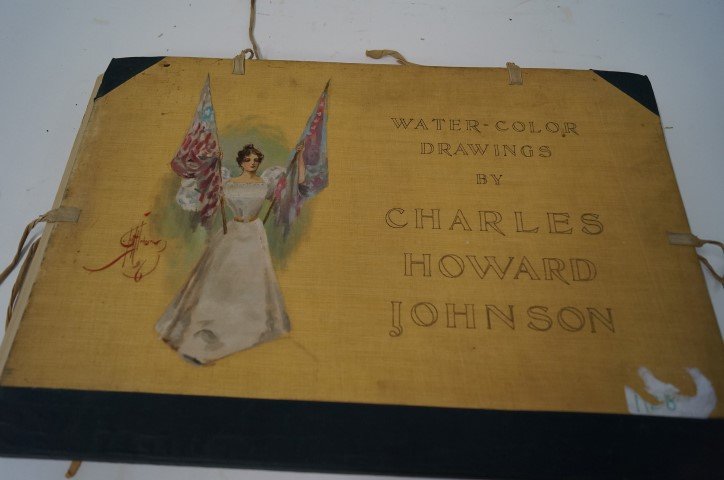 WATER-COLOR
DRAWINGS
BY
CHARLES
HOWARD
JOHNSON